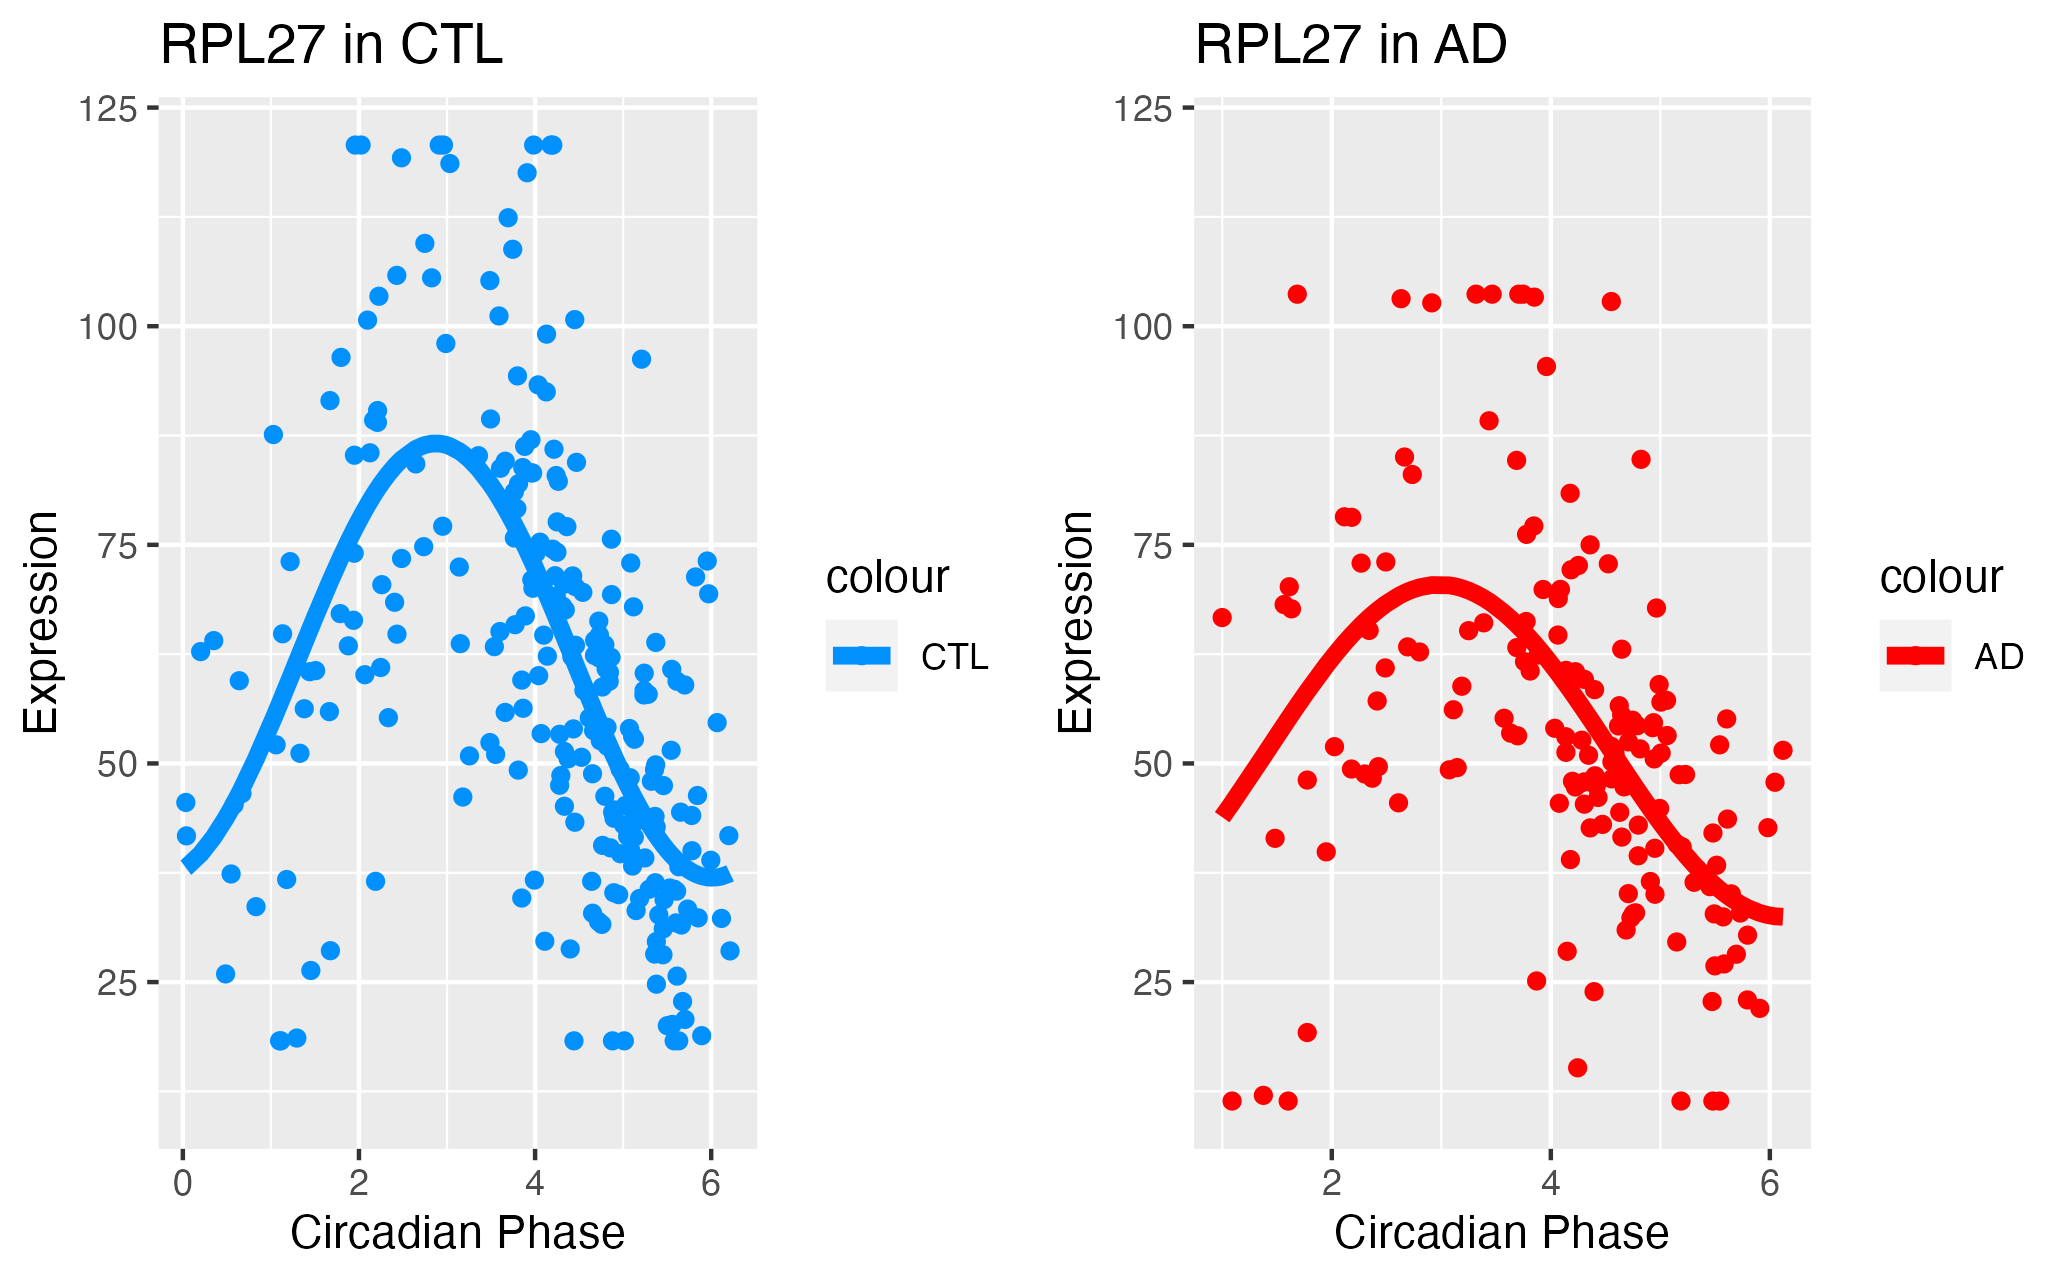 RPL27 in CTL
125
100
75
50
25
Expression
0 2 4 6
Circadian Phase
colour
CTL
RPL27 in AD
125
100
75
50
25
Expression
2 4 6
Circadian Phase
colour
AD